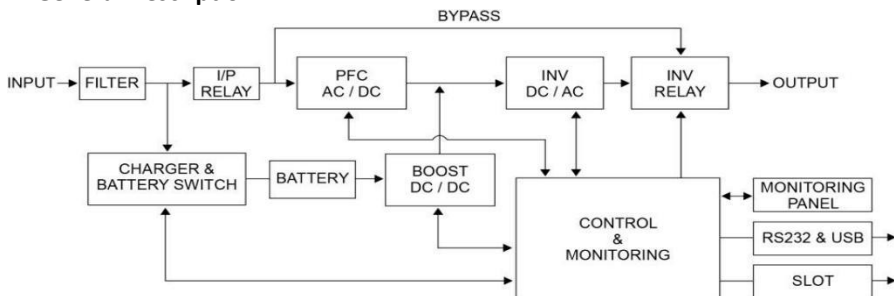 BYPASS
INPUT
FILTER
I/P
RELAY
PFC
AC / DC
INV
DC / AC
INV
RELAY
OUTPUT
CHARGER &
BATTERY SWITCH
BATTERY
BOOST
DC / DC
CONTROL
&
MONITORING
MONITORING
PANEL
RS232 & USB
SLOT